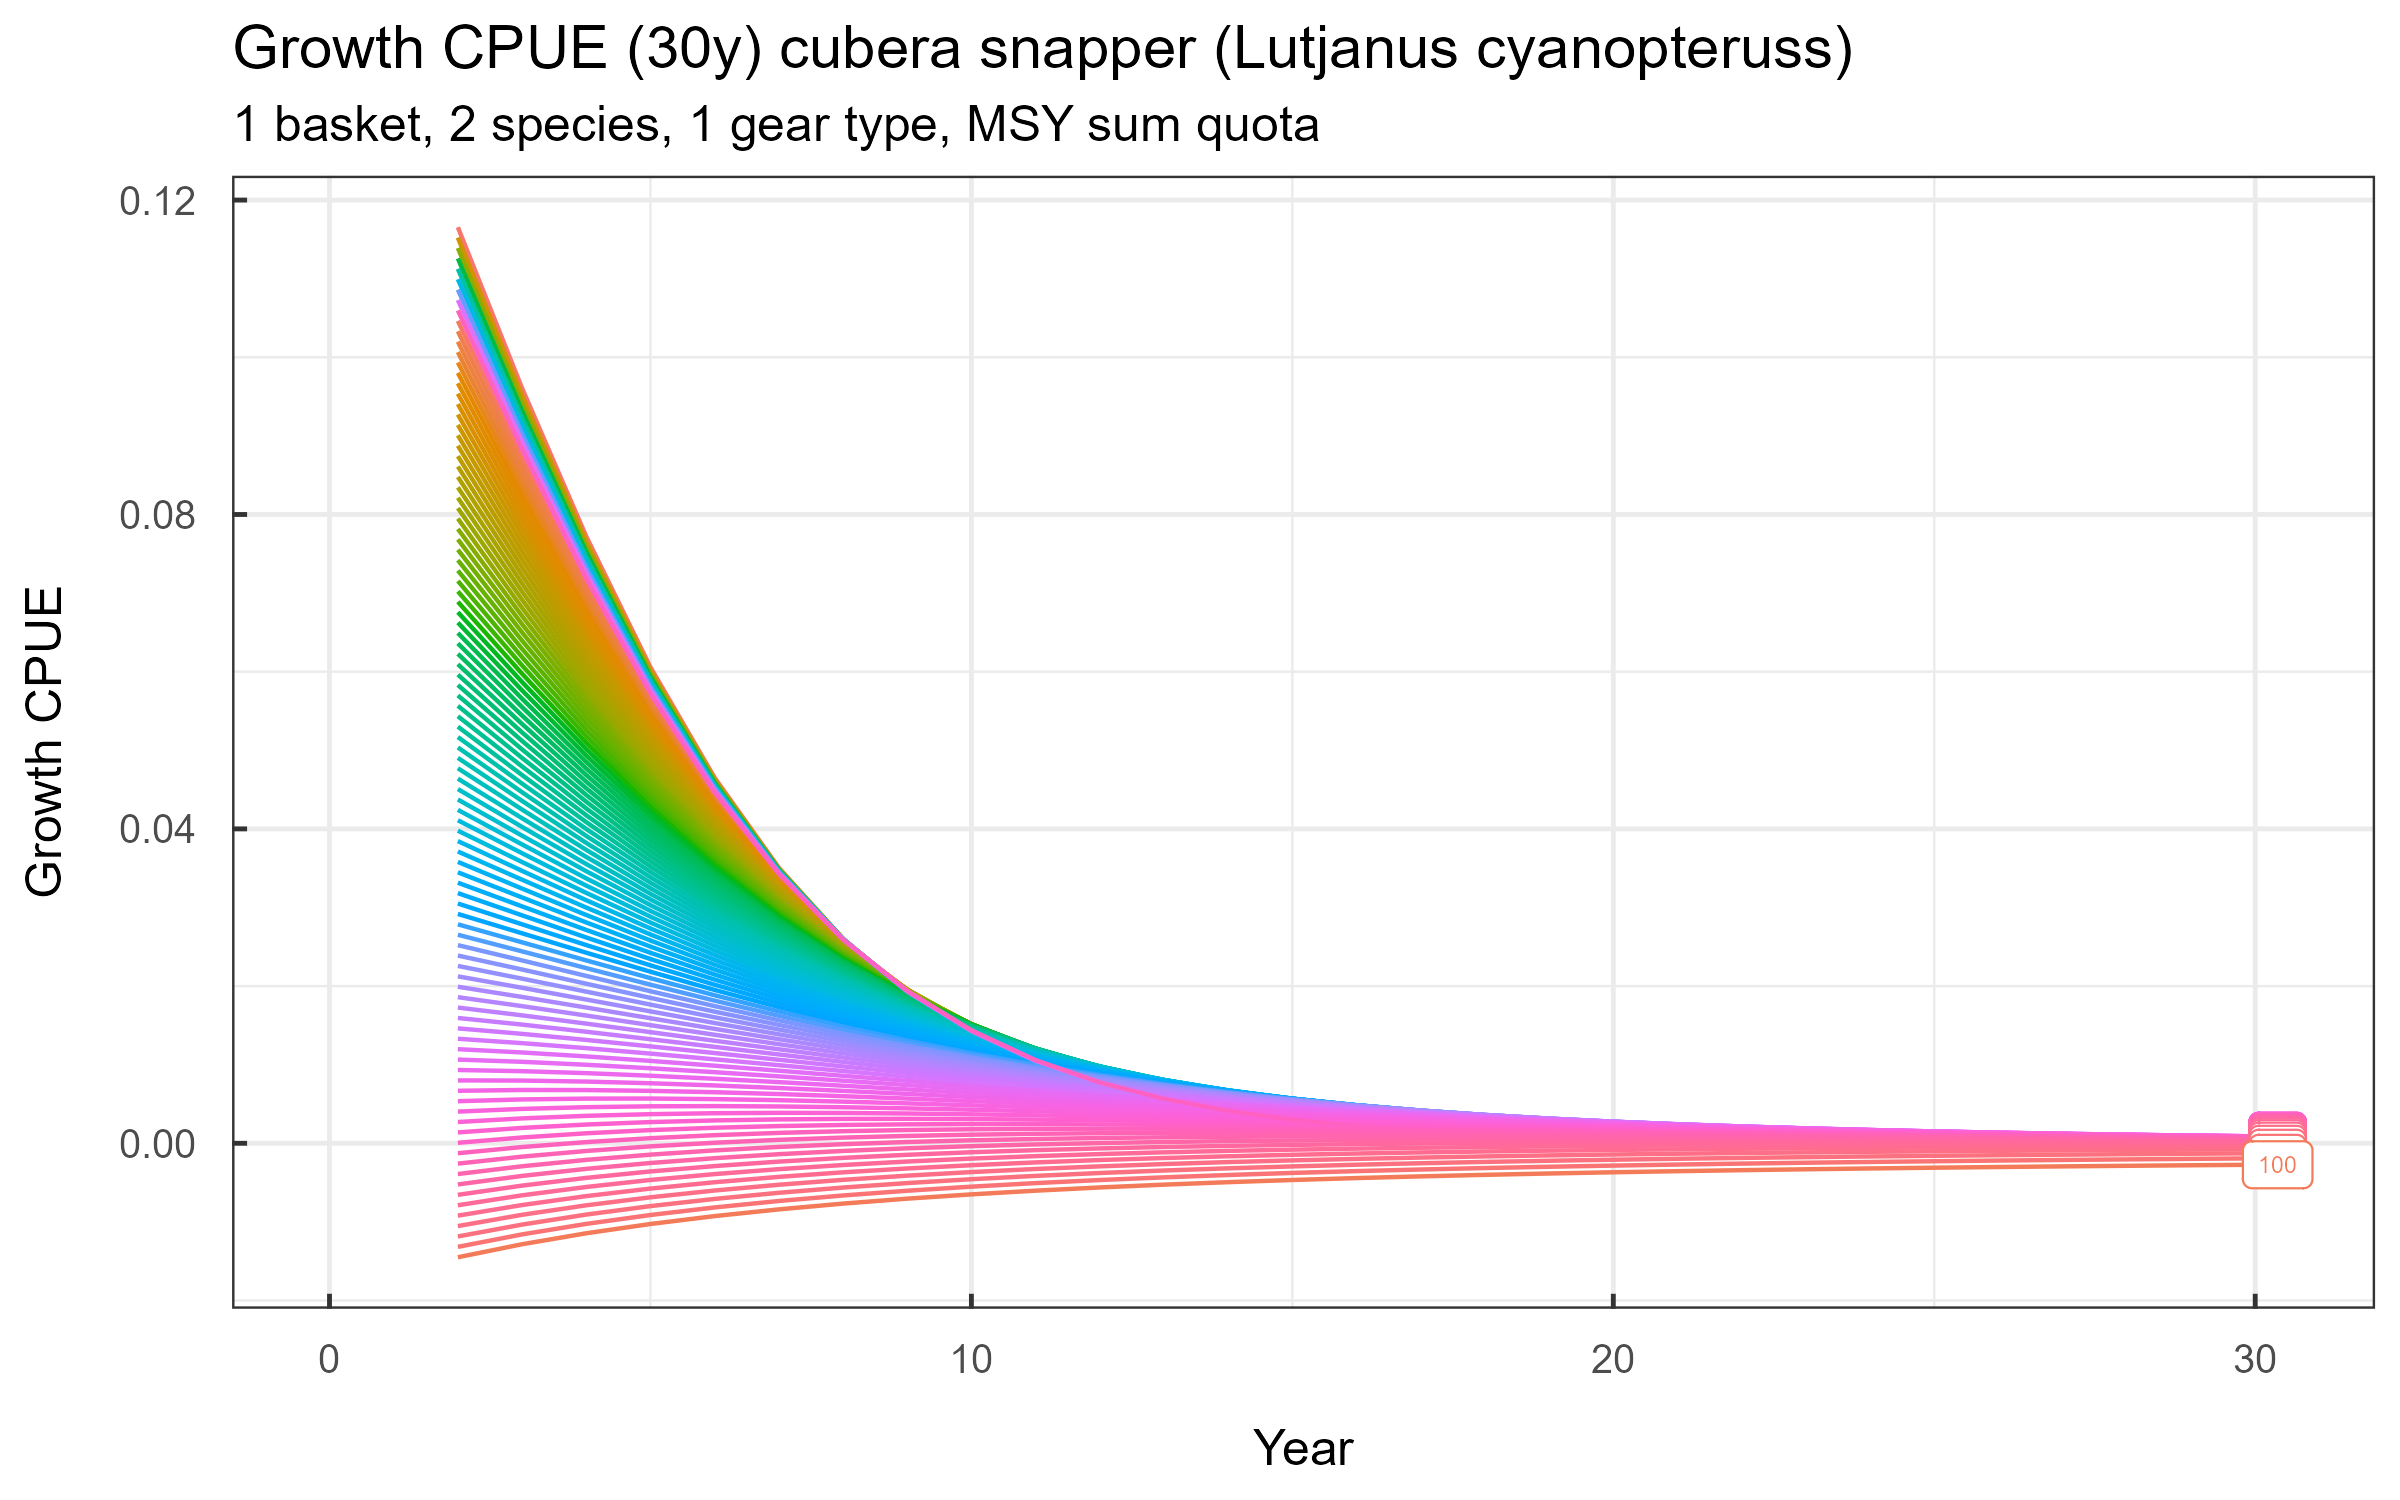 Growth CPUE (30y) cubera snapper (Lutjanus cyanopteruss)
1 basket, 2 species, 1 gear type, MSY sum quota
0.12
0.08
0.04
0.00
Growth CPUE
100
0 10 20 30
Year